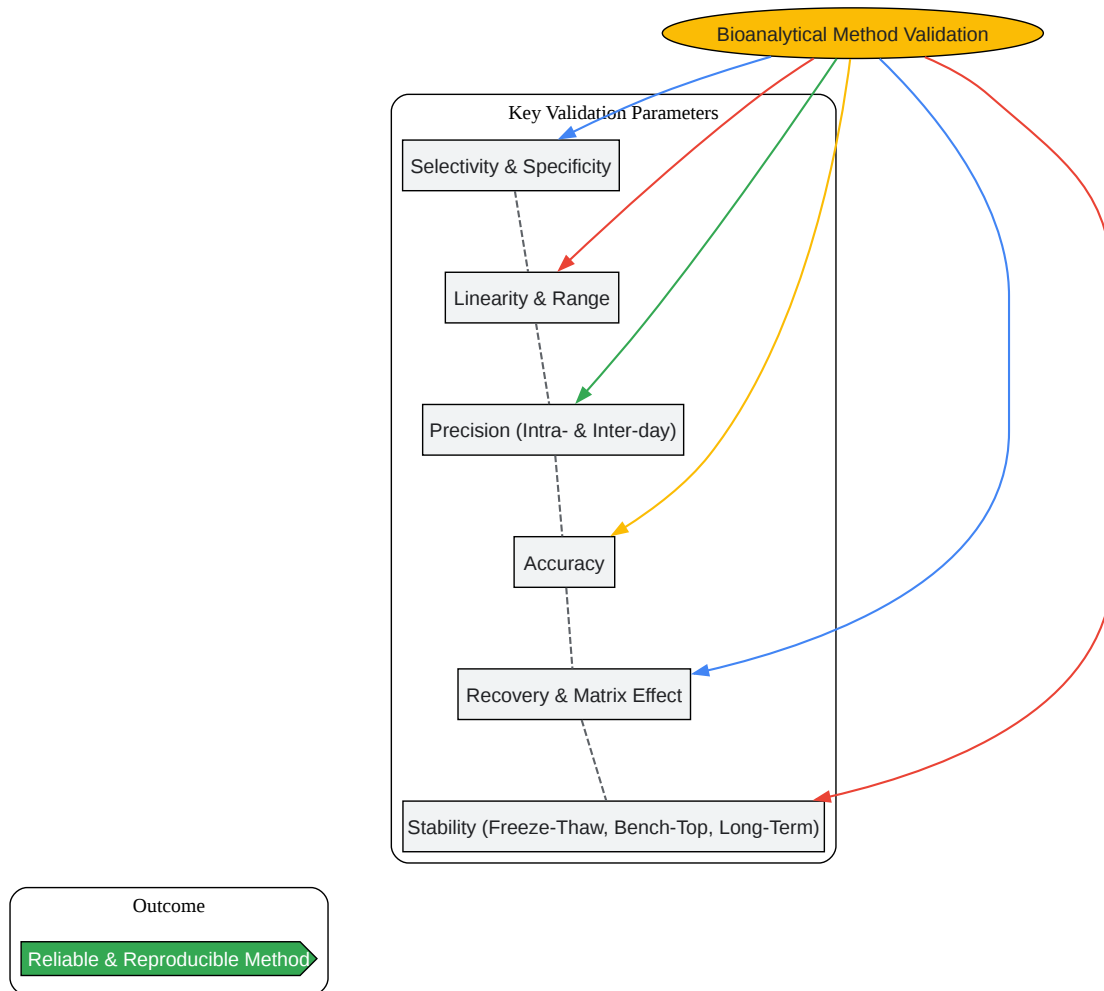 Bioanalytical Method Validation
Key Validation Parameters
Selectivity & Specificity
Linearity & Range
Precision (Intra- & Inter-day)
Accuracy
Recovery & Matrix Effect
Stability (Freeze-Thaw, Bench-Top, Long-Term)
Outcome
Reliable & Reproducible Method